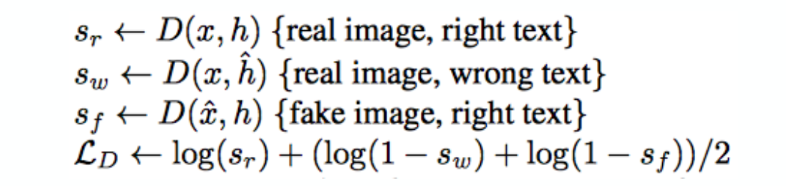 s_r ← D(x, h) {real image, right text}
s_w ← D(x, ĥ) {real image, wrong text}
s_f ← D(x̂, h) {fake image, right text}
ℒ_D ← log(s_r) + (log(1 − s_w) + log(1 − s_f))/2